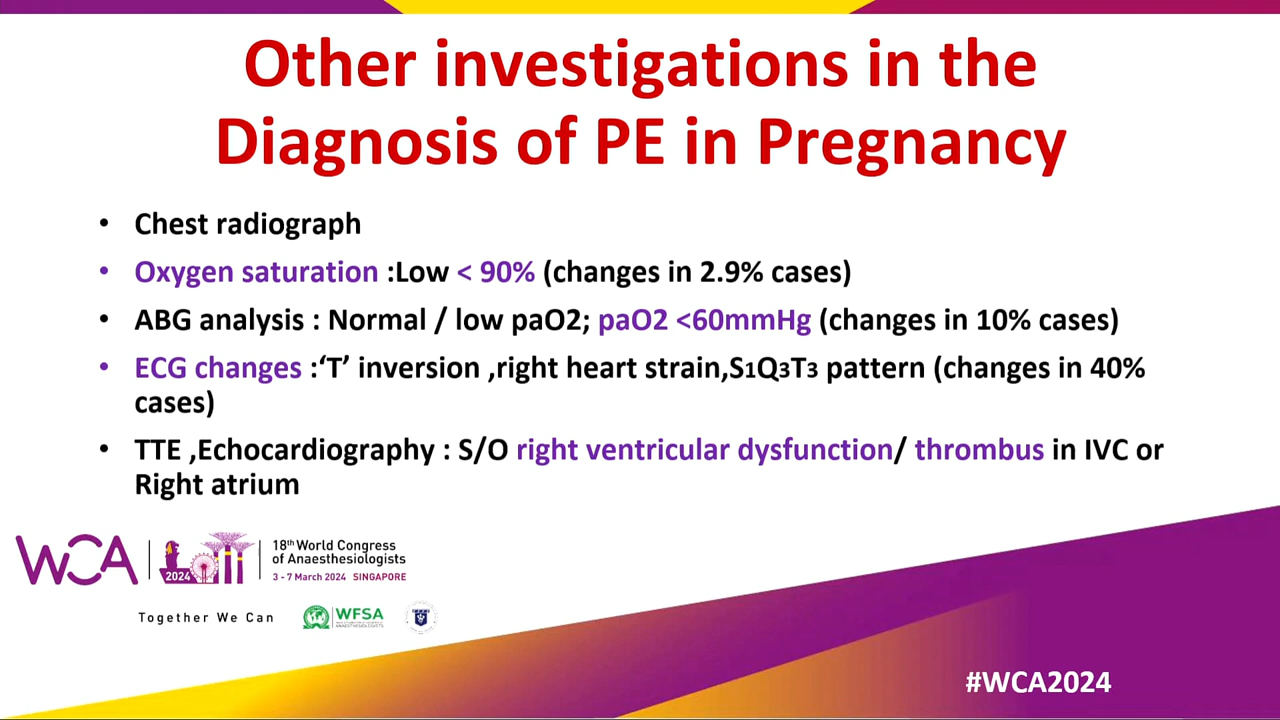 Other investigations in the
Diagnosis of PE in Pregnancy
• Chest radiograph
• Oxygen saturation :Low < 90% (changes in 2.9% cases)
• ABG analysis : Normal / low paO2; paO2 <60mmHg (changes in 10% cases)
• ECG changes :‘T’ inversion ,right heart strain,S1Q3T3 pattern (changes in 40%
cases)
• TTE ,Echocardiography : S/O right ventricular dysfunction/ thrombus in IVC or
Right atrium
WCA
2024
18th World Congress
of Anaesthesiologists
3 - 7 March 2024 SINGAPORE
Together We Can
WFSA
#WCA2024